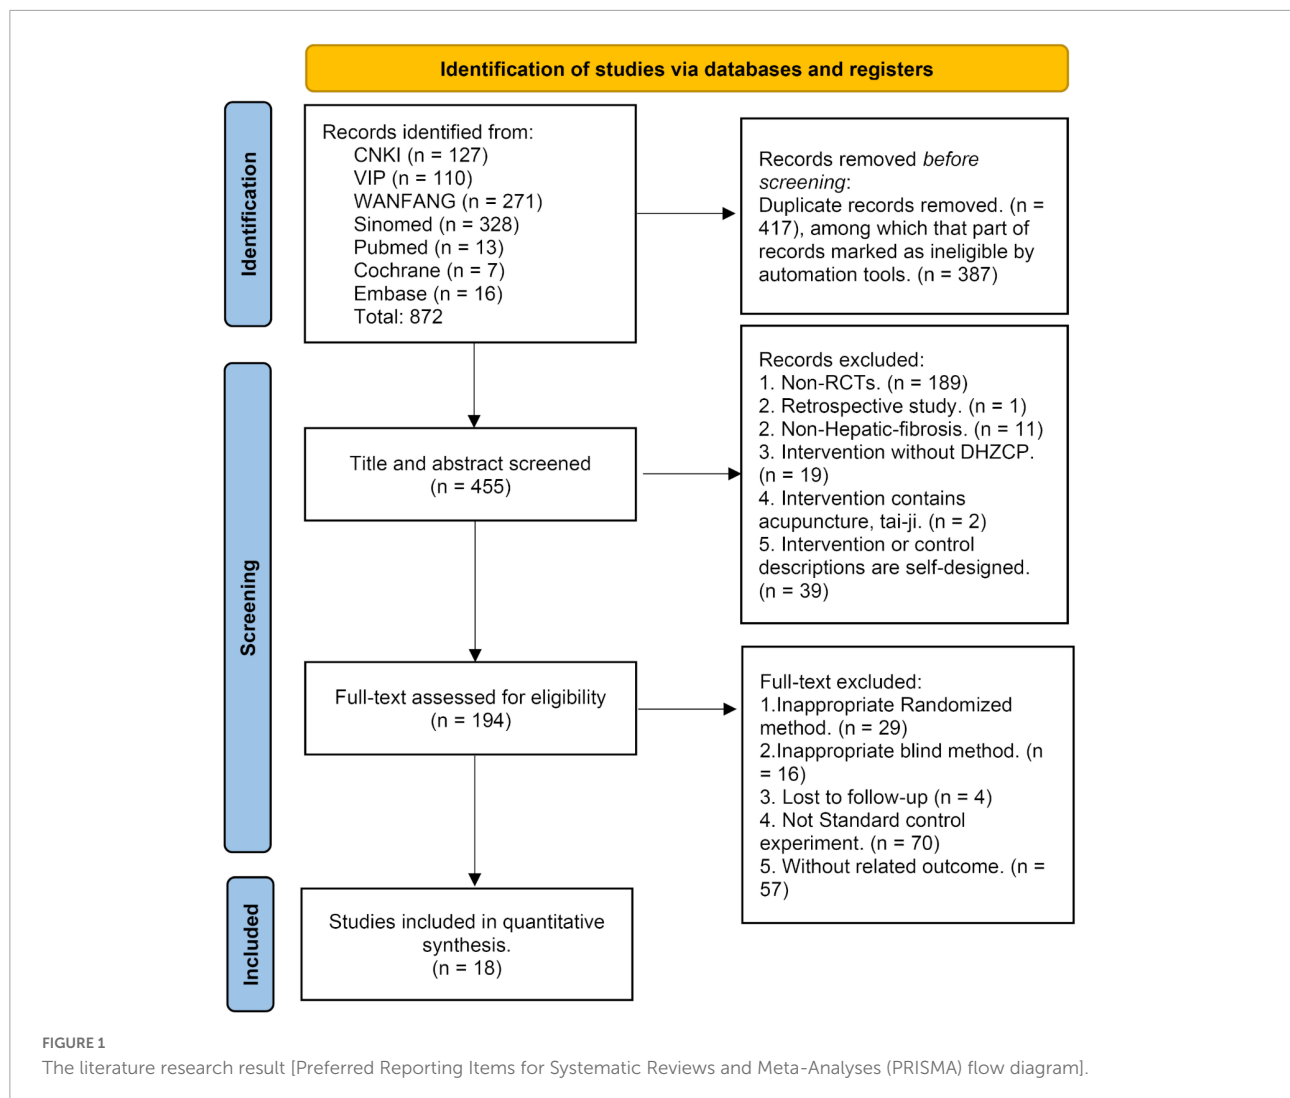 Identification of studies via databases and registers
Identification
Records identified from:
CNKI (n = 127)
VIP (n = 110)
WANFANG (n = 271)
Sinomed (n = 328)
Pubmed (n = 13)
Cochrane (n = 7)
Embase (n = 16)
Total: 872
Records removed before
screening:
Duplicate records removed. (n =
417), among which that part of
records marked as ineligible by
automation tools. (n = 387)
Screening
Title and abstract screened
(n = 455)
Records excluded:
1. Non-RCTs. (n = 189)
2. Retrospective study. (n = 1)
2. Non-Hepatic-fibrosis. (n = 11)
3. Intervention without DHZCP.
(n = 19)
4. Intervention contains
acupuncture, tai-ji. (n = 2)
5. Intervention or control
descriptions are self-designed.
(n = 39)
Full-text assessed for eligibility
(n = 194)
Full-text excluded:
1.Inappropriate Randomized
method. (n = 29)
2.Inappropriate blind method. (n
= 16)
3. Lost to follow-up (n = 4)
4. Not Standard control
experiment. (n = 70)
5. Without related outcome. (n =
57)
Included
Studies included in quantitative
synthesis.
(n = 18)
FIGURE 1
The literature research result [Preferred Reporting Items for Systematic Reviews and Meta-Analyses (PRISMA) flow diagram].